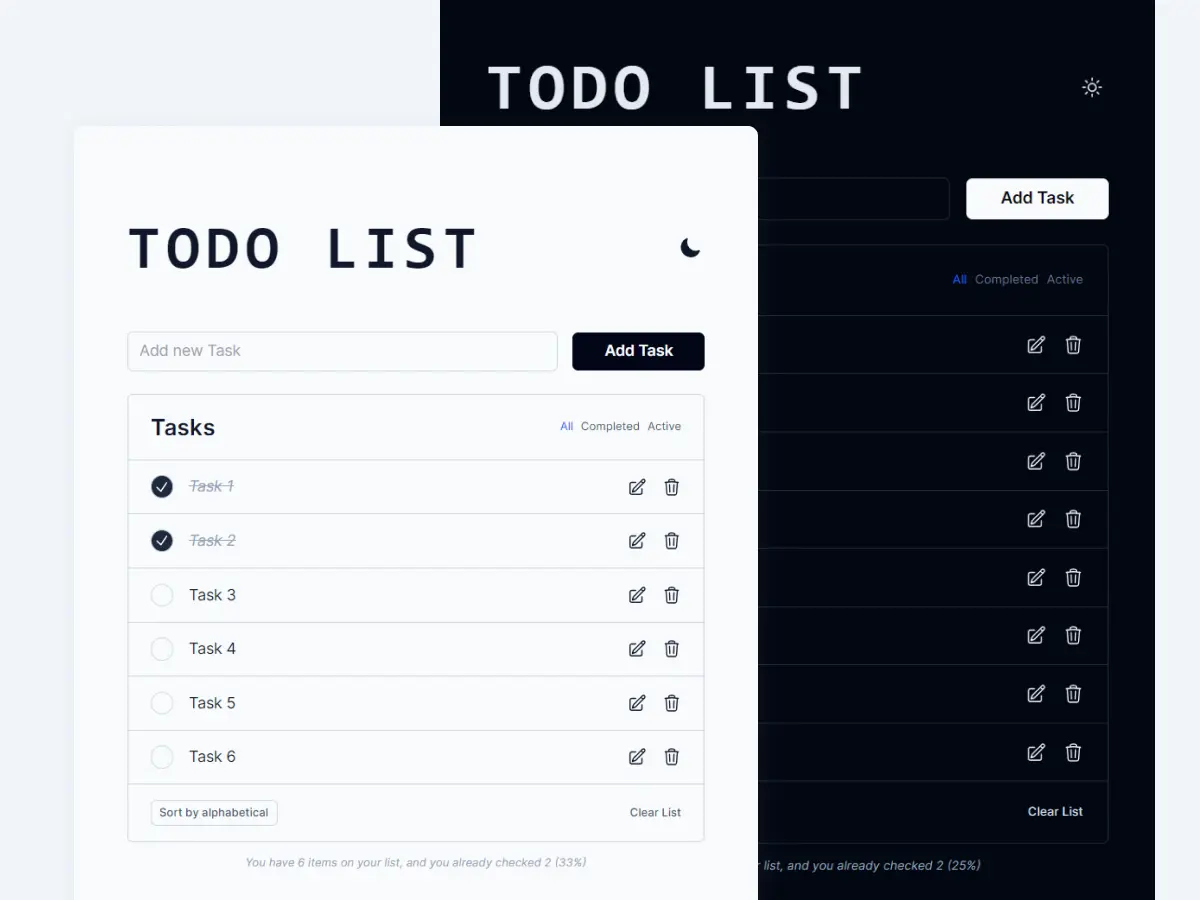 TODO LIST
Add Task
All Completed Active
Clear List
list, and you already checked 2 (25%)
TODO LIST
Add new Task
Add Task
Tasks
All Completed Active
Task 1
Task 2
Task 3
Task 4
Task 5
Task 6
Sort by alphabetical
Clear List
You have 6 items on your list, and you already checked 2 (33%)